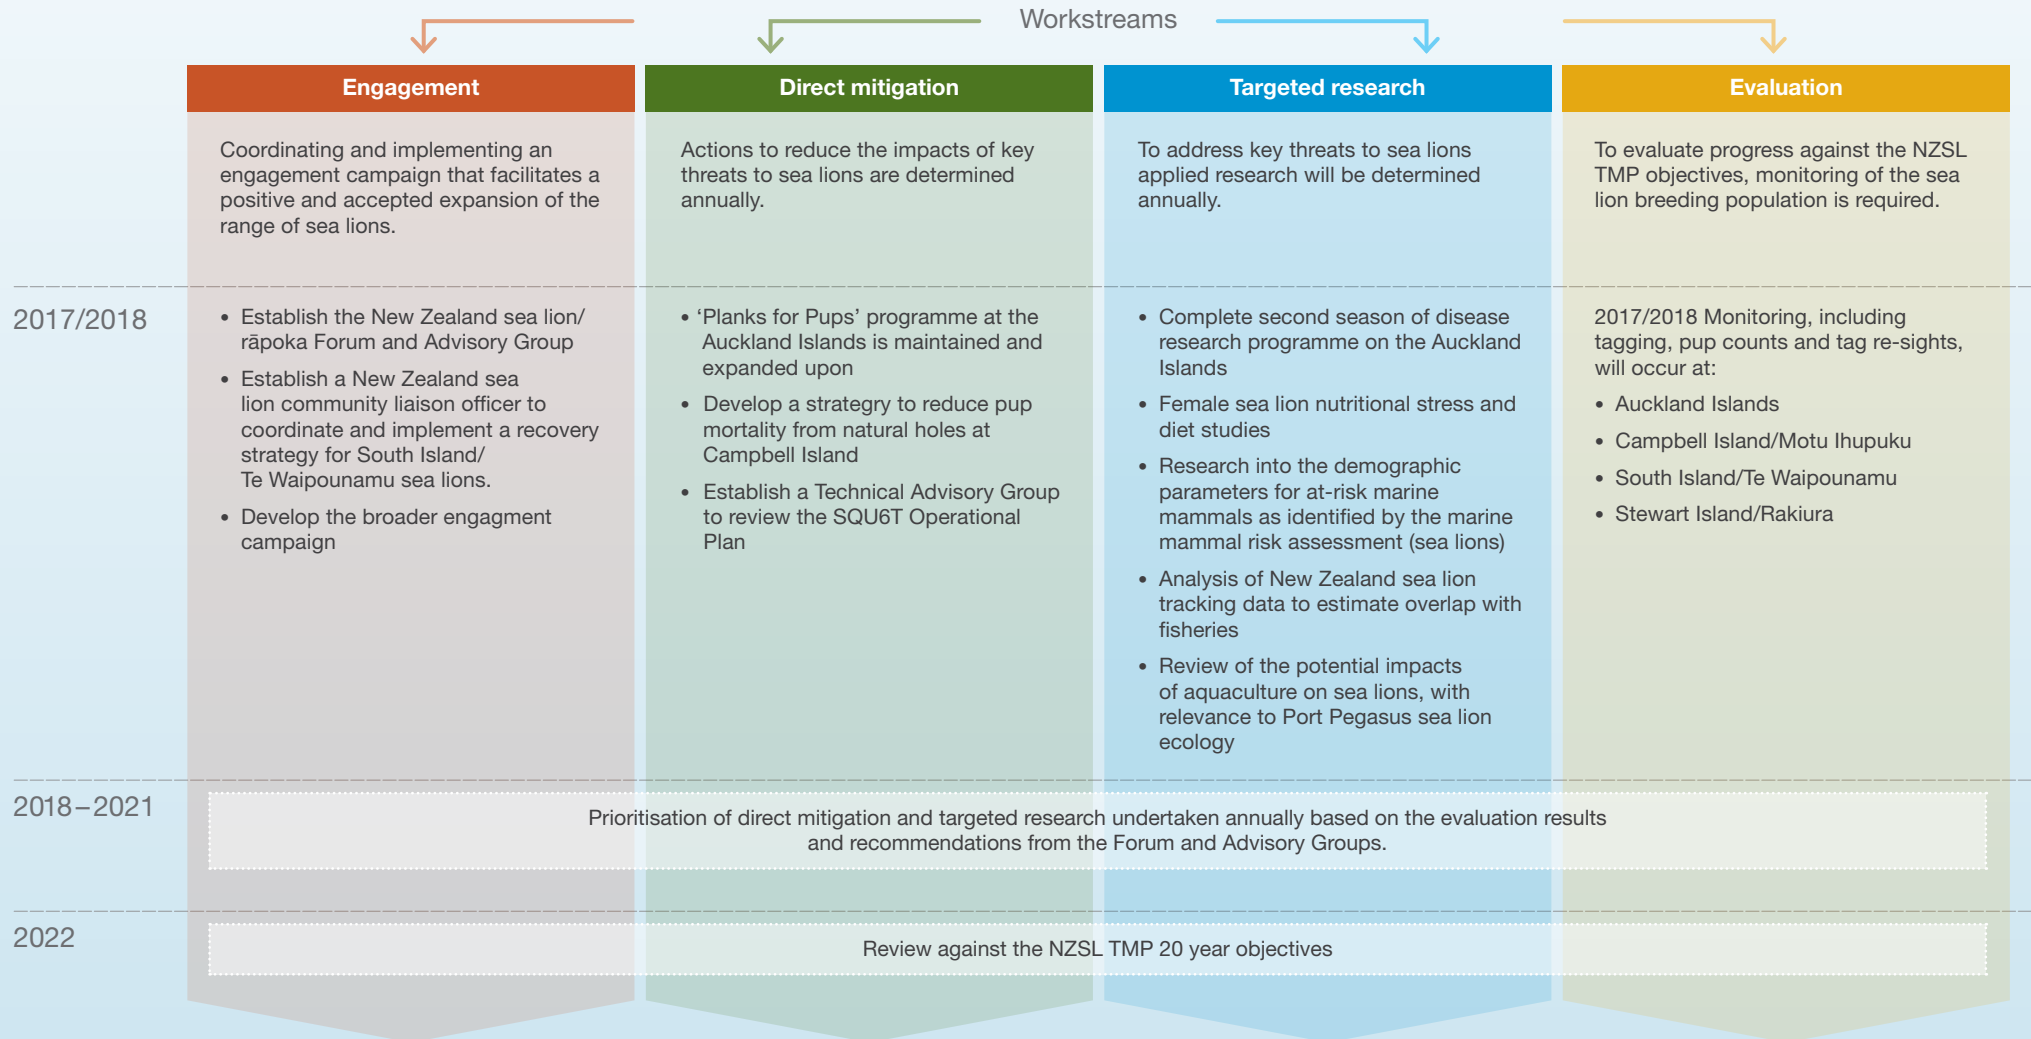 Workstreams
Engagement
Coordinating and implementing an
engagement campaign that facilitates a
positive and accepted expansion of the
range of sea lions.
Direct mitigation
Actions to reduce the impacts of key
threats to sea lions are determined
annually.
Targeted research
To address key threats to sea lions
applied research will be determined
annually.
Evaluation
To evaluate progress against the NZSL
TMP objectives, monitoring of the sea
lion breeding population is required.
2017/2018
• Establish the New Zealand sea lion/
rāpoka Forum and Advisory Group
• Establish a New Zealand sea
lion community liaison officer to
coordinate and implement a recovery
strategy for South Island/
Te Waipounamu sea lions.
• Develop the broader engagment
campaign
• ‘Planks for Pups’ programme at the
Auckland Islands is maintained and
expanded upon
• Develop a strategry to reduce pup
mortality from natural holes at
Campbell Island
• Establish a Technical Advisory Group
to review the SQU6T Operational
Plan
• Complete second season of disease
research programme on the Auckland
Islands
• Female sea lion nutritional stress and
diet studies
• Research into the demographic
parameters for at-risk marine
mammals as identified by the marine
mammal risk assessment (sea lions)
• Analysis of New Zealand sea lion
tracking data to estimate overlap with
fisheries
• Review of the potential impacts
of aquaculture on sea lions, with
relevance to Port Pegasus sea lion
ecology
2017/2018 Monitoring, including
tagging, pup counts and tag re-sights,
will occur at:
• Auckland Islands
• Campbell Island/Motu Ihupuku
• South Island/Te Waipounamu
• Stewart Island/Rakiura
2018–2021
Prioritisation of direct mitigation and targeted research undertaken annually based on the evaluation results
and recommendations from the Forum and Advisory Groups.
2022
Review against the NZSL TMP 20 year objectives